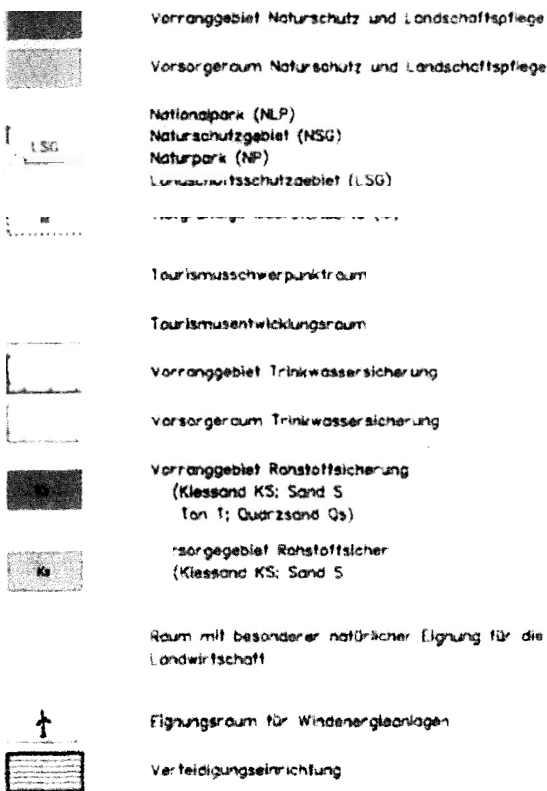 Vorranggebiet Naturschutz und Landschaftspflege
Vorsorgeraum Naturschutz und Landschaftspflege
Nationalpark (NLP)
Naturschutzgebiet (NSG)
LSG
Naturpark (NP)
Landschaftsschutzgebiet (LSG)
Tourismusschwerpunktraum
Tourismusentwicklungsraum
Vorranggebiet Trinkwassersicherung
Vorsorgeraum Trinkwassersicherung
Vorranggebiet Rohstoffsicherung
(Kiessand KS; Sand S
Ton T; Quarzsand Qs)
rsorgegebiet Rohstoffsicher
Ks
(Kiessand KS; Sand S
Raum mit besonderer natürlicher Eignung für die
Landwirtschaft
Eignungsraum für Windenergieanlagen
Verteidigungseinrichtung